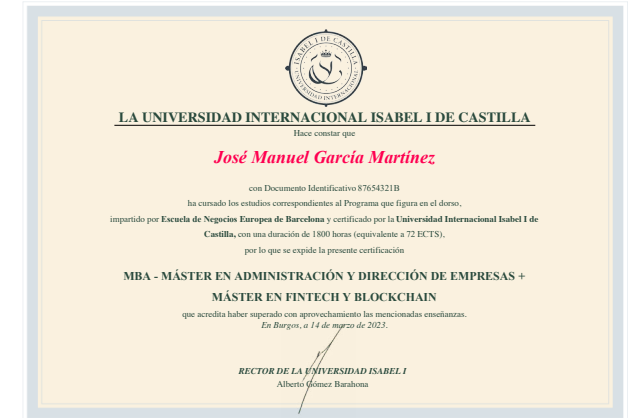 ISABEL I DE CASTILLA
UNIVERSIDAD INTERNACIONAL
LA UNIVERSIDAD INTERNACIONAL ISABEL I DE CASTILLA
Hace constar que
José Manuel García Martínez
con Documento Identificativo 87654321B
ha cursado los estudios correspondientes al Programa que figura en el dorso,
impartido por Escuela de Negocios Europea de Barcelona y certificado por la Universidad Internacional Isabel I de
Castilla, con una duración de 1800 horas (equivalente a 72 ECTS),
por lo que se expide la presente certificación
MBA - MÁSTER EN ADMINISTRACIÓN Y DIRECCIÓN DE EMPRESAS +
MÁSTER EN FINTECH Y BLOCKCHAIN
que acredita haber superado con aprovechamiento las mencionadas enseñanzas.
En Burgos, a 14 de marzo de 2023.
RECTOR DE LA UNIVERSIDAD ISABEL I
Alberto Gómez Barahona